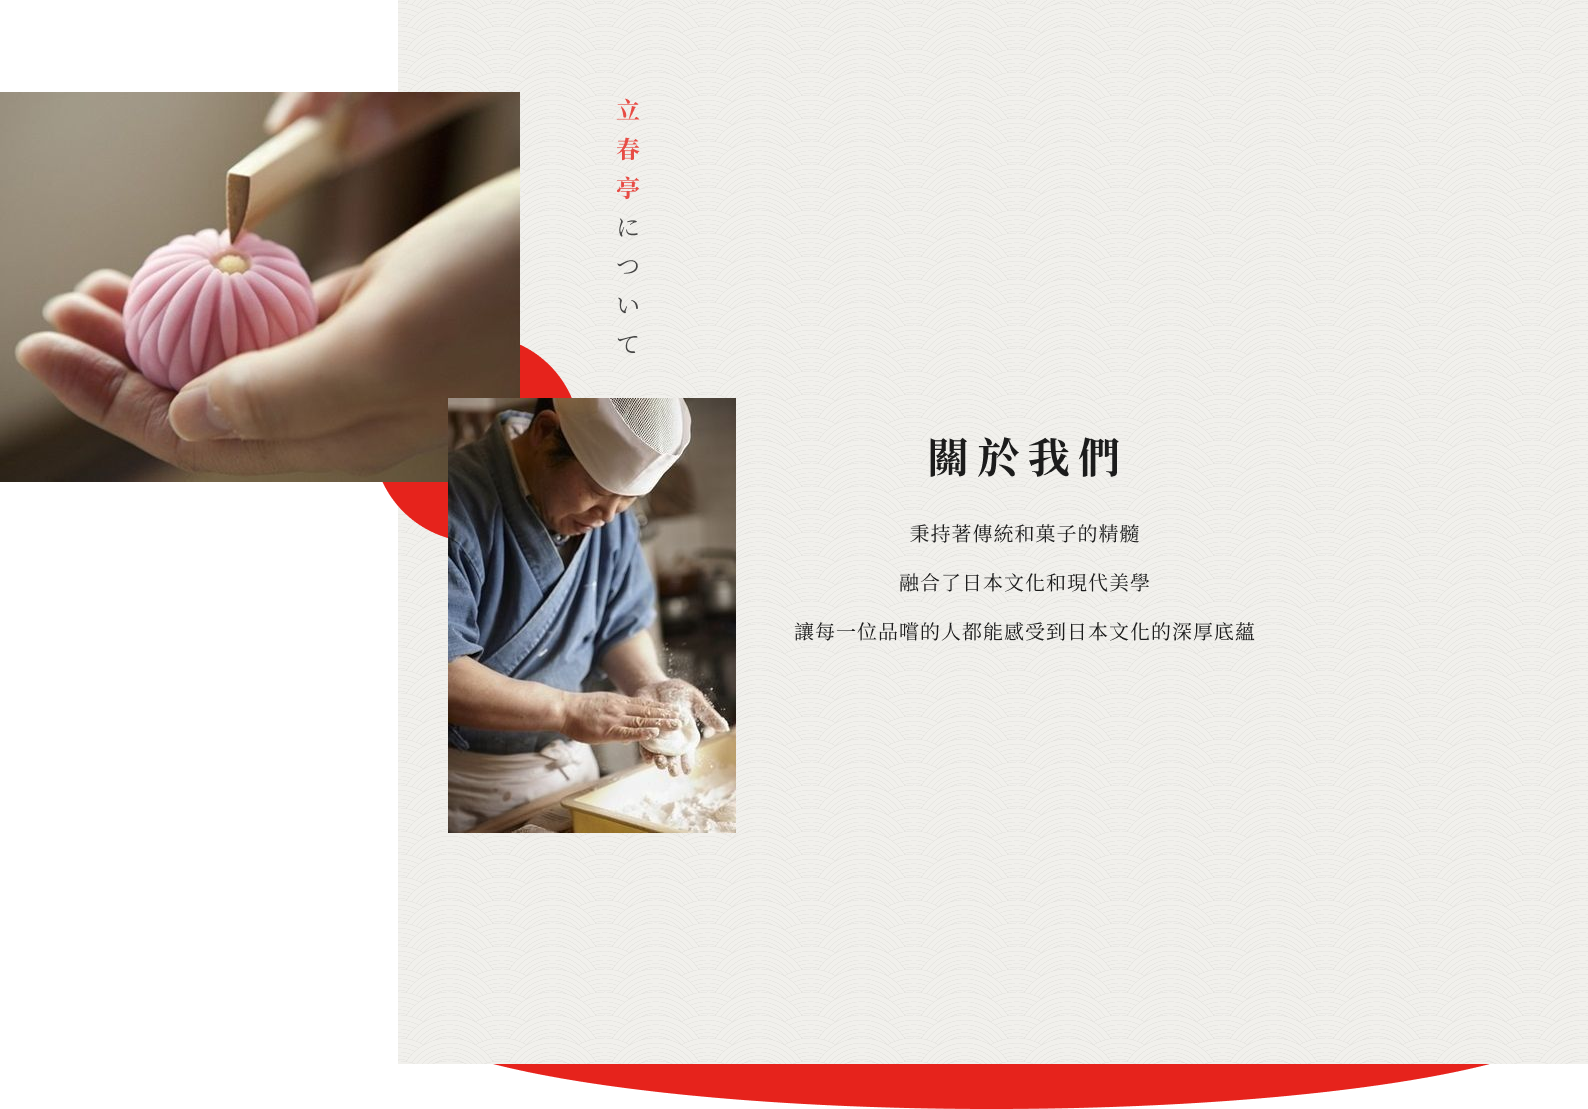 立春亭について
關於我們
秉持著傳統和菓子的精髓
融合了日本文化和現代美學
讓每一位品嚐的人都能感受到日本文化的深厚底蘊